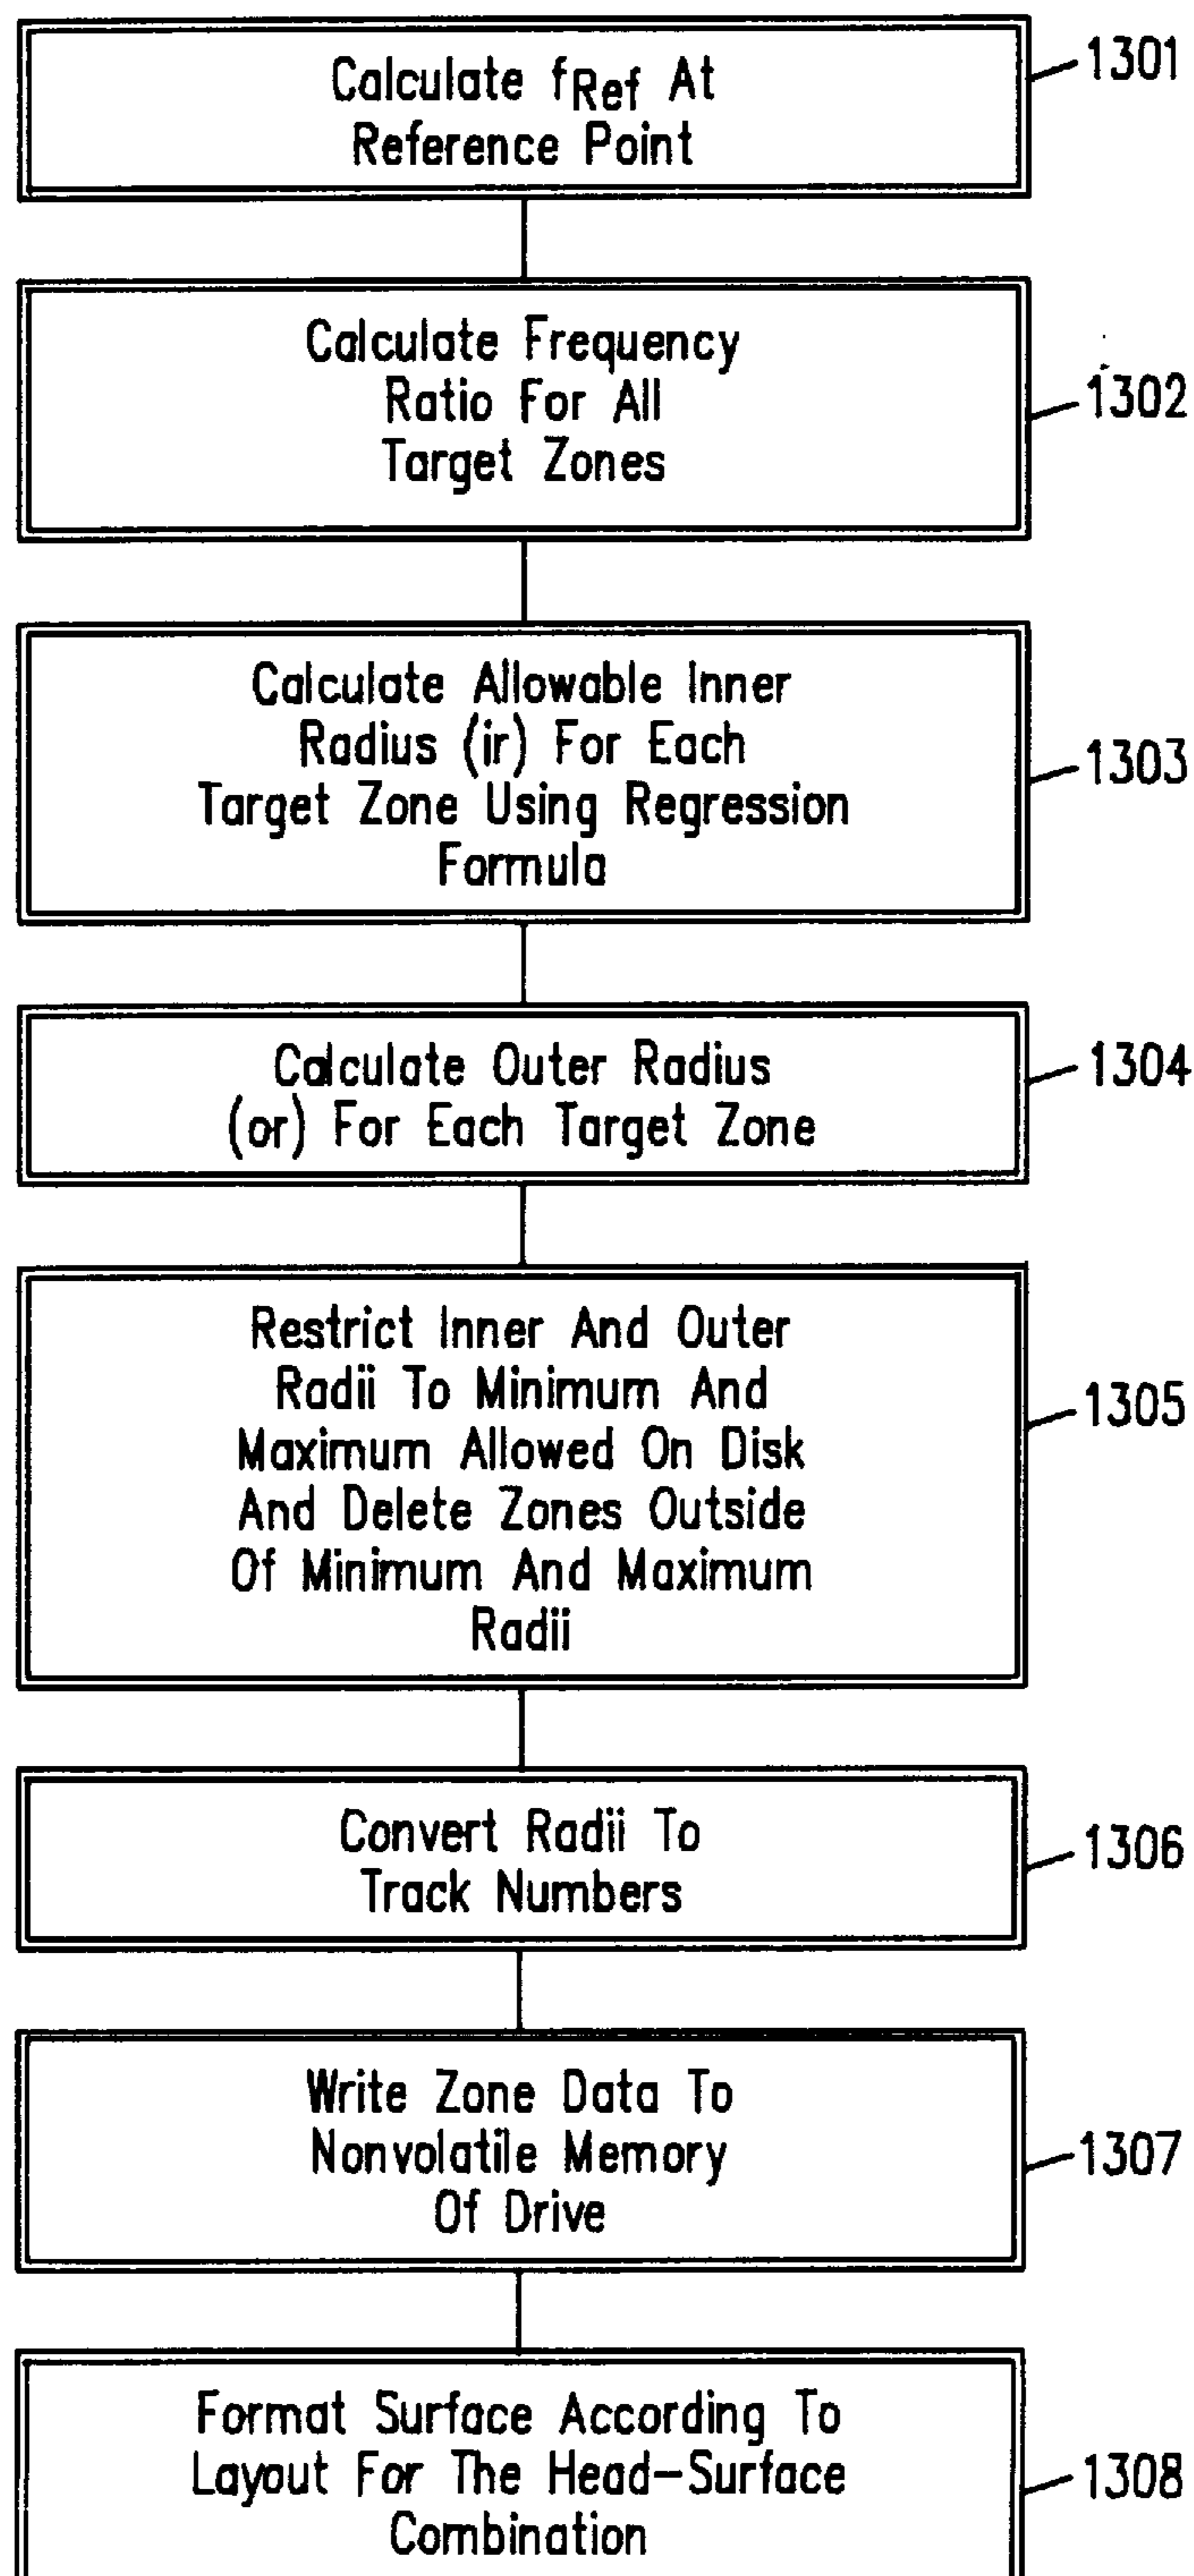 Calculate fRef At
Reference Point
1301
Calculate Frequency
Ratio For All
Target Zones
1302
Calculate Allowable Inner
Radius (ir) For Each
Target Zone Using Regression
Formula
1303
Calculate Outer Radius
(or) For Each Target Zone
1304
Restrict Inner And Outer
Radii To Minimum And
Maximum Allowed On Disk
And Delete Zones Outside
Of Minimum And Maximum
Radii
1305
Convert Radii To
Track Numbers
1306
Write Zone Data To
Nonvolatile Memory
Of Drive
1307
Format Surface According To
Layout For The Head-Surface
Combination
1308